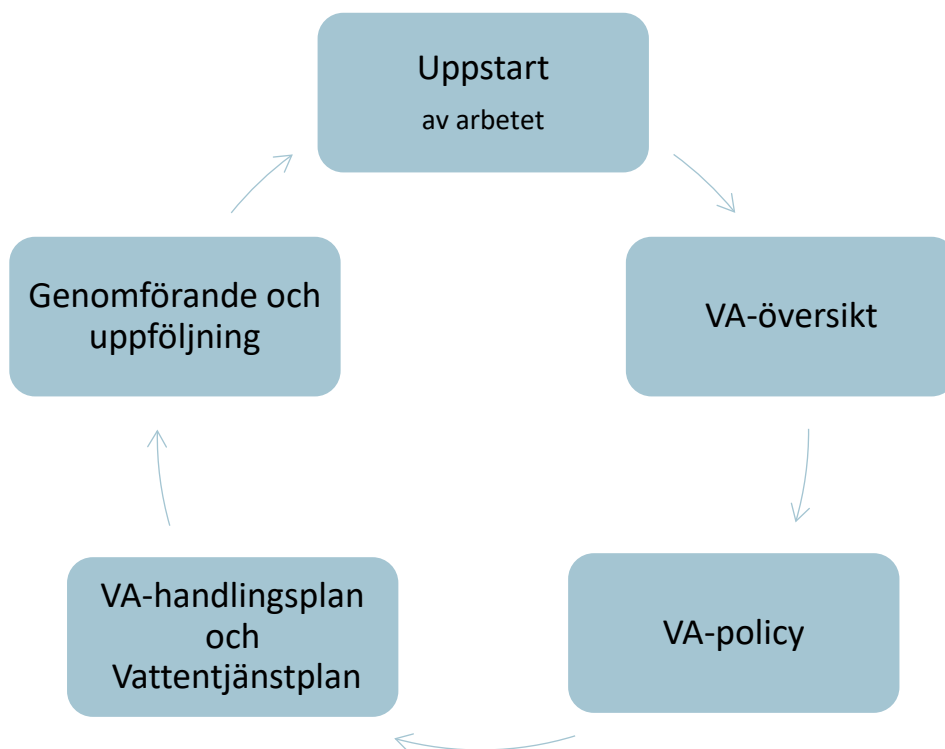 Uppstart
av arbetet
VA-översikt
VA-policy
VA-handlingsplan
och
Vattentjänstplan
Genomförande och
uppföljning